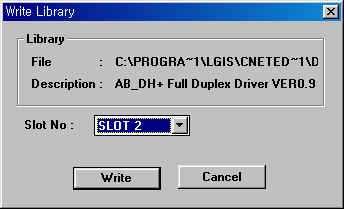 Write Library
Library
File : C:\PROGRA~1\LGIS\CNETED~1\D
Description : AB_DH+ Full Duplex Driver VER0.9
Slot No : SLOT 2
Write Cancel